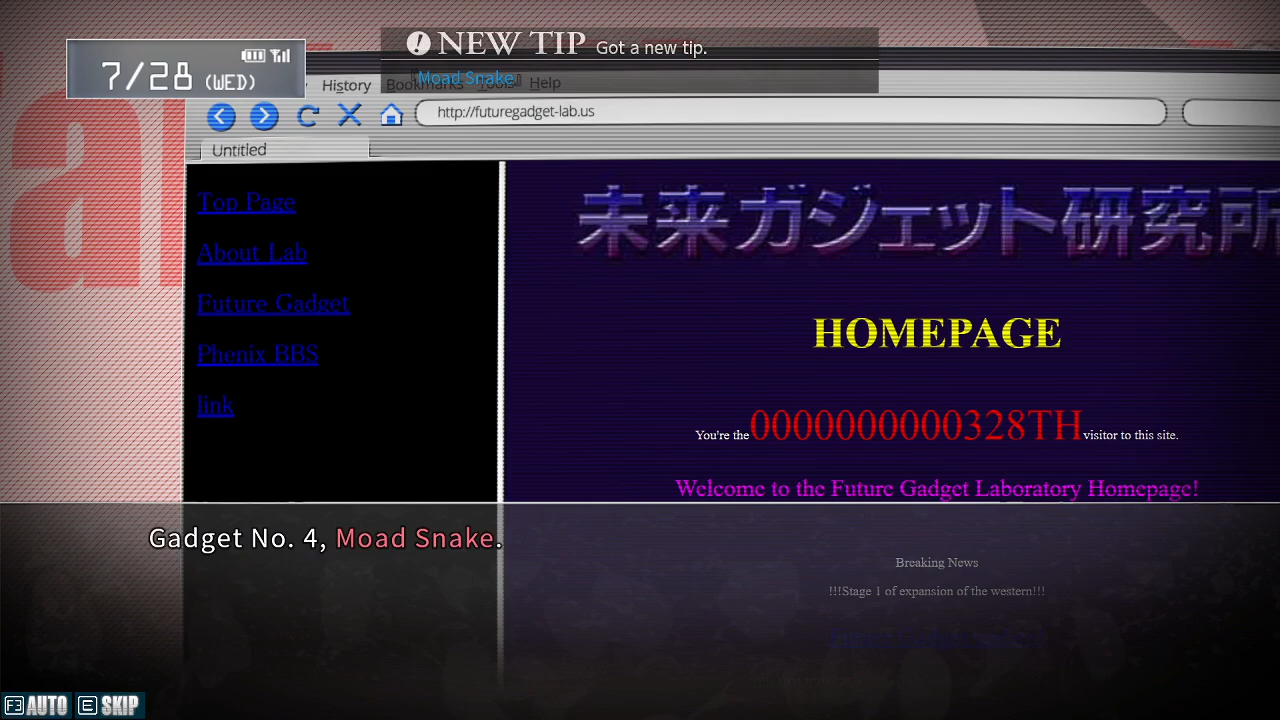 7/28 (WED)
NEW TIP Got a new tip.
Moad Snake
History Bookmarks Tools Help
http://futuregadget-lab.us
Untitled
Top Page
About Lab
Future Gadget
Phenix BBS
link
未来ガジェット研究所
HOMEPAGE
You're the 0000000000328TH visitor to this site.
Welcome to the Future Gadget Laboratory Homepage!
Gadget No. 4, Moad Snake.
Breaking News
!!!Stage 1 of expansion of the western!!!
F3 AUTO E SKIP